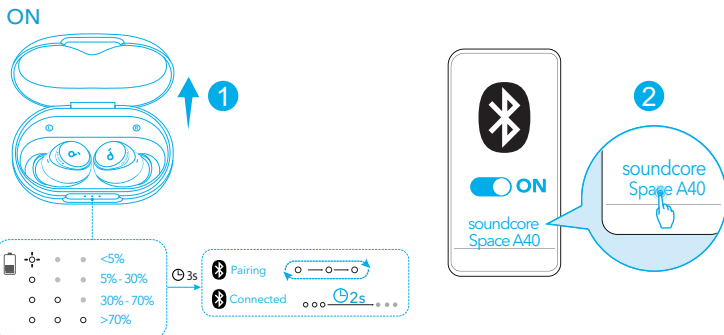 ON
1
L
R
<5%
5% - 30%
30% - 70%
>70%
3s
Pairing
Connected
2s
ON
soundcore
Space A40
2
soundcore
Space A40